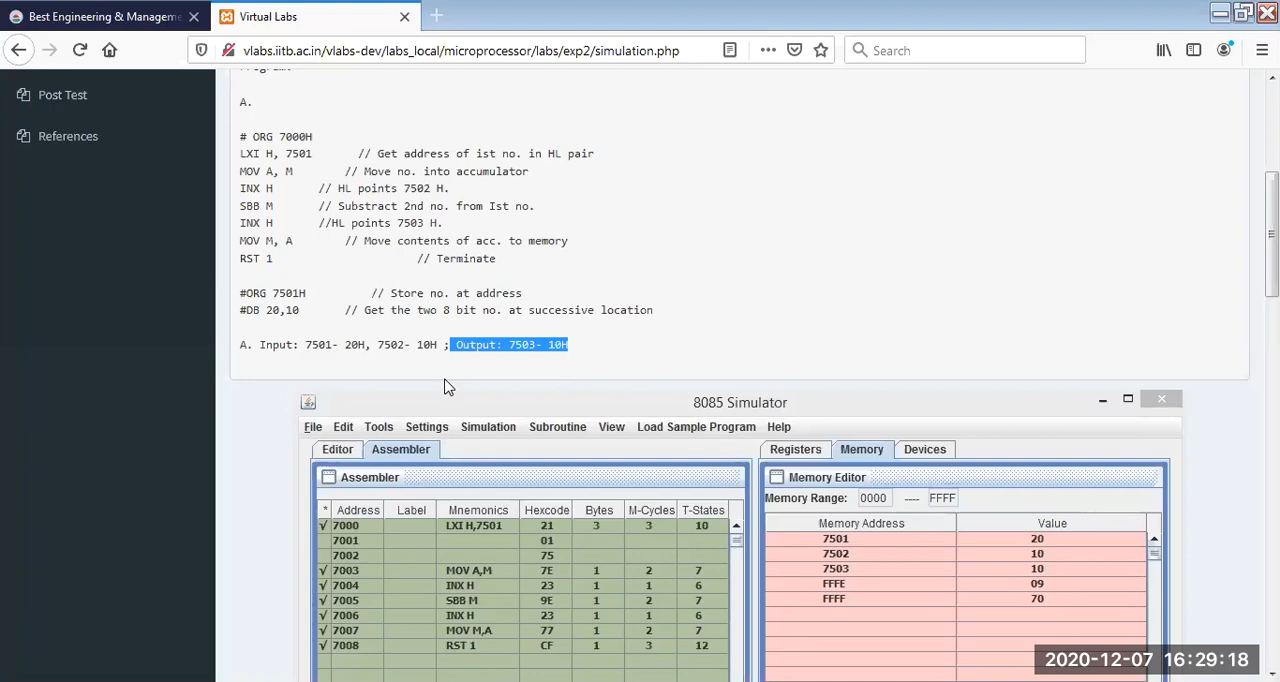 Best Engineering & Managem
Virtual Labs
vlabs.iitb.ac.in/vlabs-dev/labs_local/microprocessor/labs/exp2/simulation.php
Search
Post Test
References
A.
# ORG 7000H
LXI H, 7501 // Get address of ist no. in HL pair
MOV A, M // Move no. into accumulator
INX H // HL points 7502 H.
SBB M // Substract 2nd no. from Ist no.
INX H //HL points 7503 H.
MOV M, A // Move contents of acc. to memory
RST 1 // Terminate
#ORG 7501H // Store no. at address
#DB 20,10 // Get the two 8 bit no. at successive location
A. Input: 7501- 20H, 7502- 10H ; Output: 7503- 10H
8085 Simulator
File Edit Tools Settings Simulation Subroutine View Load Sample Program Help
Editor Assembler
Registers Memory Devices
Assembler
Memory Editor
Memory Range: 0000 ---- FFFF
* Address Label Mnemonics Hexcode Bytes M-Cycles T-States
√ 7000 LXI H,7501 21 3 3 10
7001 01
7002 75
√ 7003 MOV A,M 7E 1 2 7
√ 7004 INX H 23 1 1 6
√ 7005 SBB M 9E 1 2 7
√ 7006 INX H 23 1 1 6
√ 7007 MOV M,A 77 1 2 7
√ 7008 RST 1 CF 1 3 12
Memory Address Value
7501 20
7502 10
7503 10
FFFE 09
FFFF 70
2020-12-07 16:29:18